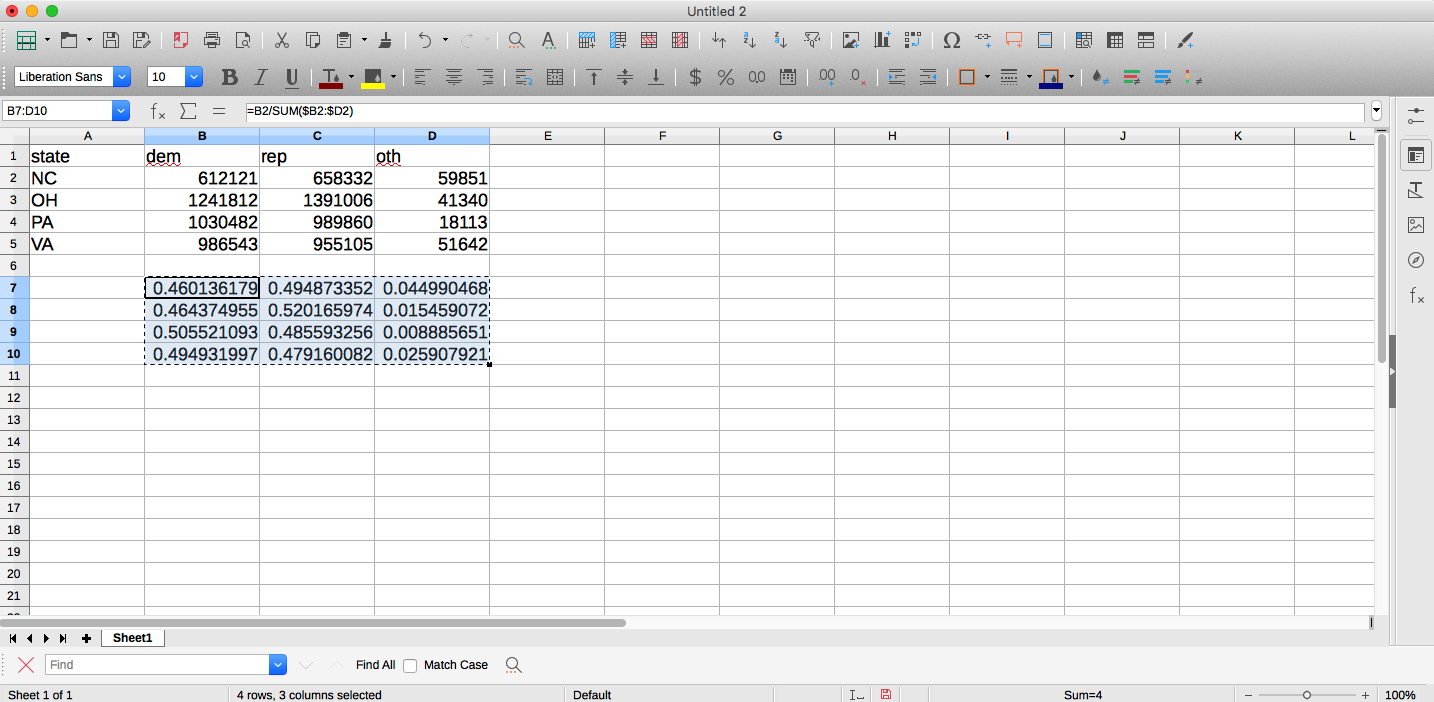 Untitled 2
Liberation Sans 10 B I U $ % 0.0 .00 .0
B7:D10 fx Σ = =B2/SUM($B2:$D2)
A B C D E F G H I J K L
1 state dem rep oth
2 NC 612121 658332 59851
3 OH 1241812 1391006 41340
4 PA 1030482 989860 18113
5 VA 986543 955105 51642
6
7 0.460136179 0.494873352 0.044990468
8 0.464374955 0.520165974 0.015459072
9 0.505521093 0.485593256 0.008885651
10 0.494931997 0.479160082 0.025907921
11
12
13
14
15
16
17
18
19
20
21
Sheet1
Find Find All Match Case
Sheet 1 of 1 4 rows, 3 columns selected Default Sum=4 100%